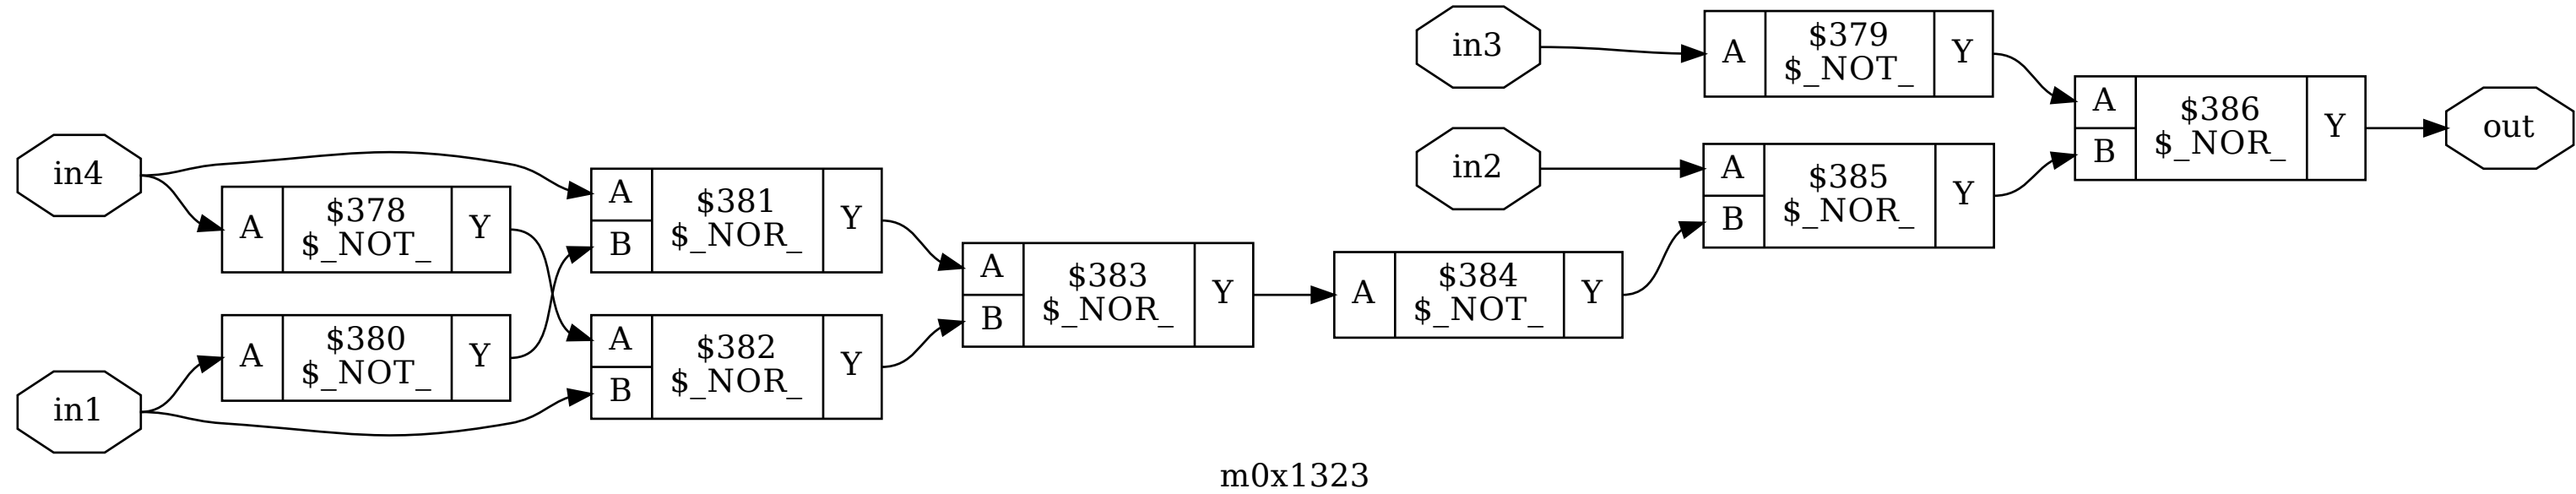 in3
A
$379
$_NOT_
Y
in4
A
$378
$_NOT_
Y
in1
A
$380
$_NOT_
Y
A
B
$381
$_NOR_
Y
A
B
$382
$_NOR_
Y
A
B
$383
$_NOR_
Y
A
$384
$_NOT_
Y
in2
A
B
$385
$_NOR_
Y
A
B
$386
$_NOR_
Y
out
m0x1323